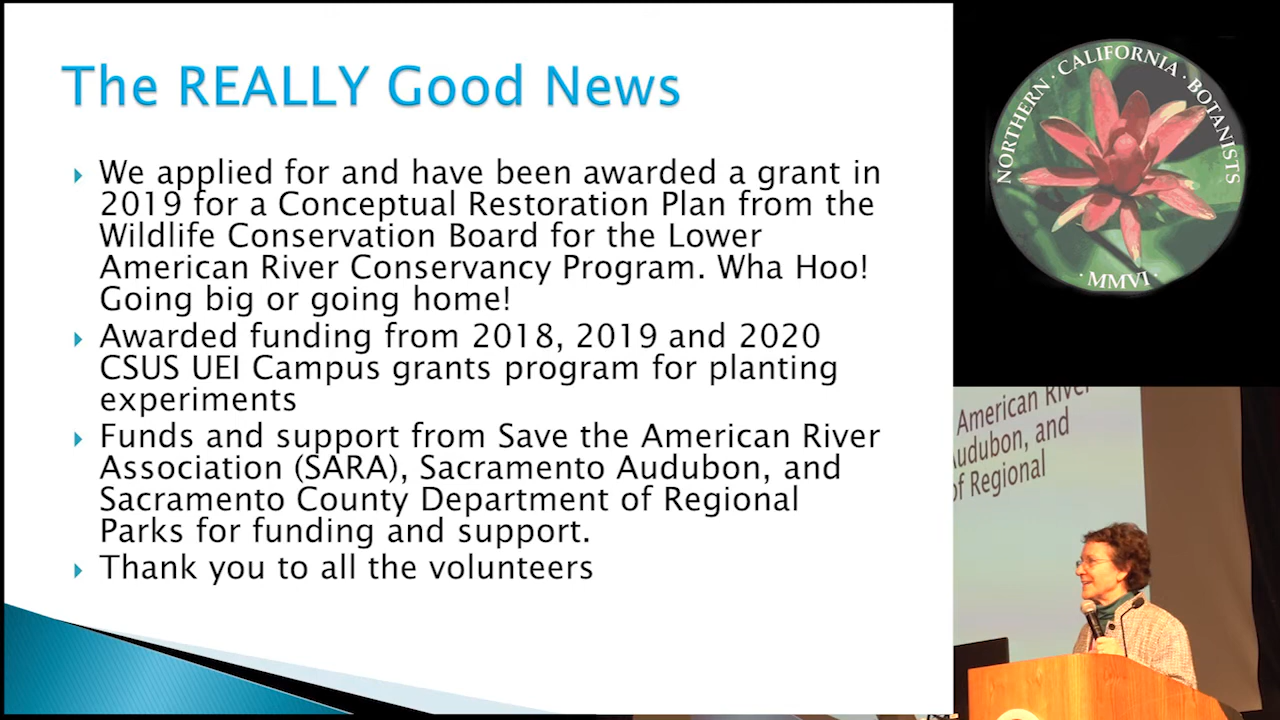 The REALLY Good News
We applied for and have been awarded a grant in
2019 for a Conceptual Restoration Plan from the
Wildlife Conservation Board for the Lower
American River Conservancy Program. Wha Hoo!
Going big or going home!
Awarded funding from 2018, 2019 and 2020
CSUS UEI Campus grants program for planting
experiments
Funds and support from Save the American River
Association (SARA), Sacramento Audubon, and
Sacramento County Department of Regional
Parks for funding and support.
Thank you to all the volunteers
NORTHERN · CALIFORNIA · BOTANISTS
· MMVI ·
American River
Audubon, and
of Regional